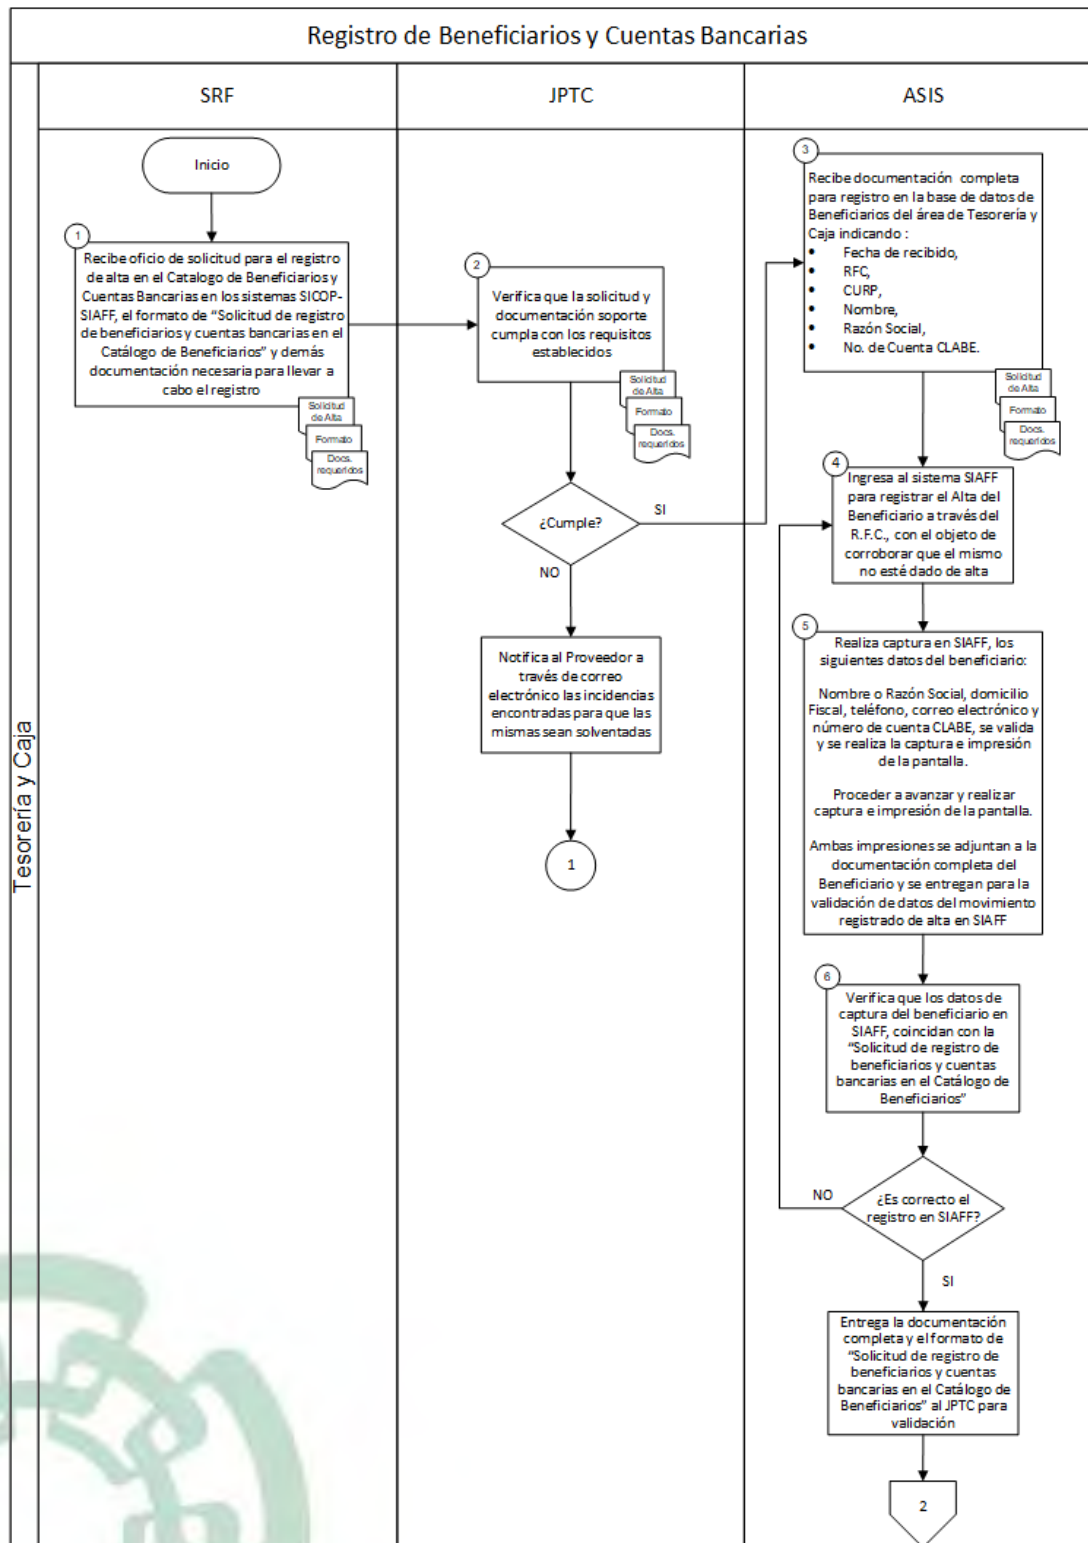 Registro de Beneficiarios y Cuentas Bancarias
Tesorería y Caja
SRF
JPTC
ASIS
Inicio
1
Recibe oficio de solicitud para el registro
de alta en el Catalogo de Beneficiarios y
Cuentas Bancarias en los sistemas SICOP-
SIAFF, el formato de “Solicitud de registro
de beneficiarios y cuentas bancarias en el
Catálogo de Beneficiarios” y demás
documentación necesaria para llevar a
cabo el registro
Solicitud
de Alta
Formato
Docs.
requeridos
2
Verifica que la solicitud y
documentación soporte
cumpla con los requisitos
establecidos
Solicitud
de Alta
Formato
Docs.
requeridos
¿Cumple?
SI
NO
Notifica al Proveedor a
través de correo
electrónico las incidencias
encontradas para que las
mismas sean solventadas
1
3
Recibe documentación completa
para registro en la base de datos de
Beneficiarios del área de Tesorería y
Caja indicando :
• Fecha de recibido,
• RFC,
• CURP,
• Nombre,
• Razón Social,
• No. de Cuenta CLABE.
Solicitud
de Alta
Formato
Docs.
requeridos
4
Ingresa al sistema SIAFF
para registrar el Alta del
Beneficiario a través del
R.F.C., con el objeto de
corroborar que el mismo
no esté dado de alta
5
Realiza captura en SIAFF, los
siguientes datos del beneficiario:
Nombre o Razón Social, domicilio
Fiscal, teléfono, correo electrónico y
número de cuenta CLABE, se valida
y se realiza la captura e impresión
de la pantalla.
Proceder a avanzar y realizar
captura e impresión de la pantalla.
Ambas impresiones se adjuntan a la
documentación completa del
Beneficiario y se entregan para la
validación de datos del movimiento
registrado de alta en SIAFF
6
Verifica que los datos de
captura del beneficiario en
SIAFF, coincidan con la
“Solicitud de registro de
beneficiarios y cuentas
bancarias en el Catálogo de
Beneficiarios”
¿Es correcto el
registro en SIAFF?
NO
SI
Entrega la documentación
completa y el formato de
“Solicitud de registro de
beneficiarios y cuentas
bancarias en el Catálogo de
Beneficiarios” al JPTC para
validación
2